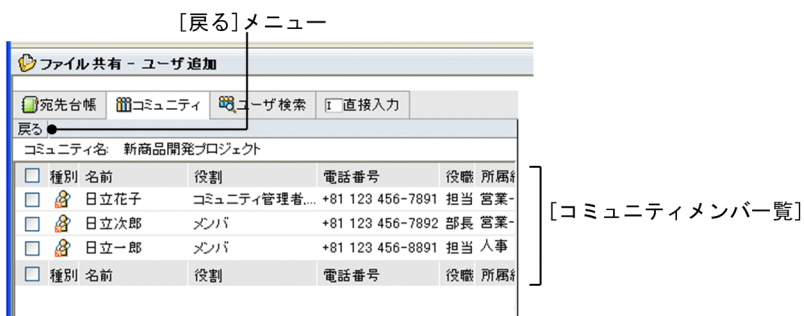 [戻る]メニュー
ファイル共有 - ユーザ追加
宛先台帳 コミュニティ ユーザ検索 直接入力
戻る
コミュニティ名: 新商品開発プロジェクト
種別 名前 役割 電話番号 役職 所属
日立花子 コミュニティ管理者,... +81 123 456-7891 担当 営業-
日立次郎 メンバ +81 123 456-7892 部長 営業-
日立一郎 メンバ +81 123 456-8891 担当 人事
種別 名前 役割 電話番号 役職 所属
[コミュニティメンバ一覧]